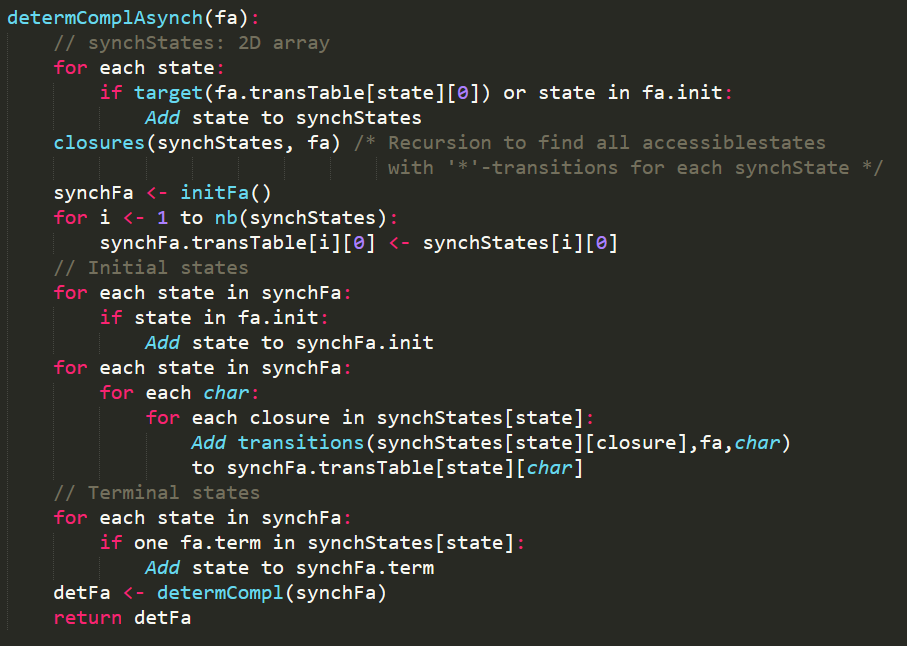 determComplAsynch(fa):
    // synchStates: 2D array
    for each state:
        if target(fa.transTable[state][0]) or state in fa.init:
            Add state to synchStates
    closures(synchStates, fa) /* Recursion to find all accessiblestates
                                 with '*'-transitions for each synchState */
    synchFa <- initFa()
    for i <- 1 to nb(synchStates):
        synchFa.transTable[i][0] <- synchStates[i][0]
    // Initial states
    for each state in synchFa:
        if state in fa.init:
            Add state to synchFa.init
    for each state in synchFa:
        for each char:
            for each closure in synchStates[state]:
                Add transitions(synchStates[state][closure],fa,char)
                to synchFa.transTable[state][char]
    // Terminal states
    for each state in synchFa:
        if one fa.term in synchStates[state]:
            Add state to synchFa.term
    detFa <- determCompl(synchFa)
    return detFa